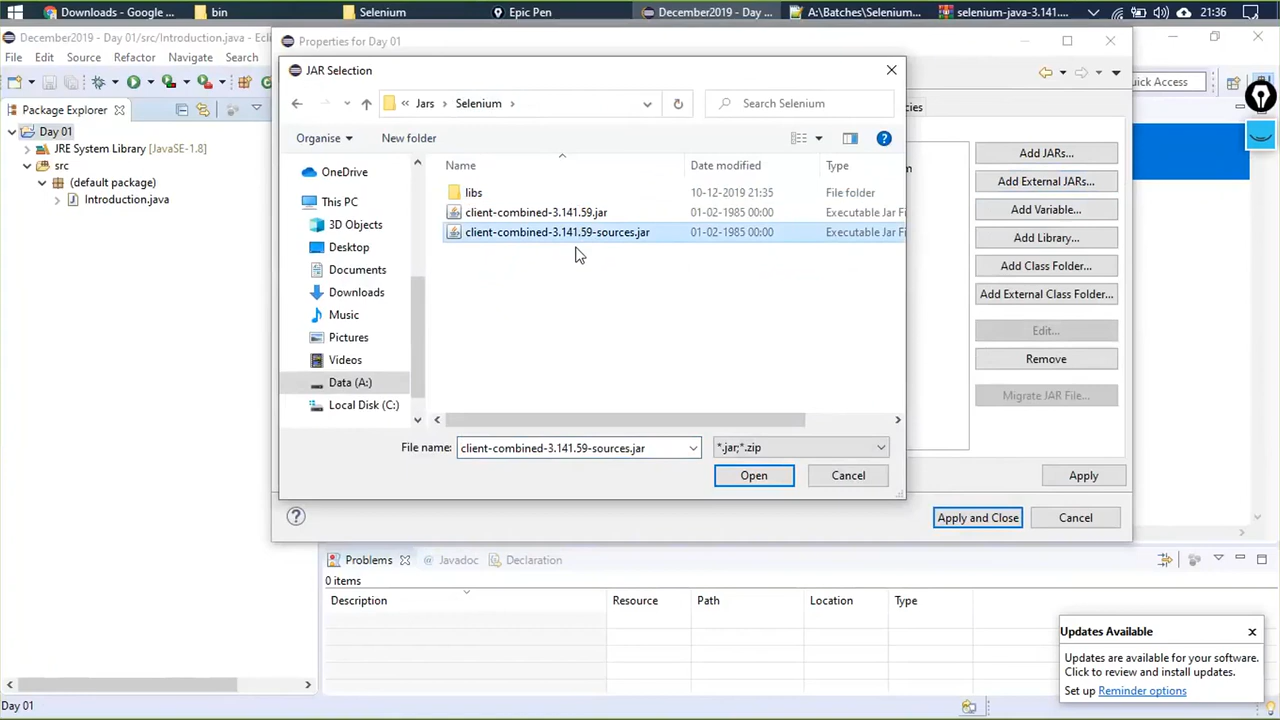 Downloads - Google ...
bin
Selenium
Epic Pen
December2019 - Day ...
A:\Batches\Selenium...
selenium-java-3.141....
21:36
December2019 - Day 01/src/Introduction.java - Ecl
Properties for Day 01
File Edit Source Refactor Navigate Search
JAR Selection
Quick Access
Jars Selenium
Search Selenium
Package Explorer
cies
Organise New folder
Day 01
JRE System Library [JavaSE-1.8]
src
(default package)
Introduction.java
OneDrive
This PC
3D Objects
Desktop
Documents
Downloads
Music
Pictures
Videos
Data (A:)
Local Disk (C:)
Name Date modified Type
libs 10-12-2019 21:35 File folder
client-combined-3.141.59.jar 01-02-1985 00:00 Executable Jar Fi
client-combined-3.141.59-sources.jar 01-02-1985 00:00 Executable Jar Fi
File name: client-combined-3.141.59-sources.jar *.jar;*.zip
Open Cancel
Add JARs...
Add External JARs...
Add Variable...
Add Library...
Add Class Folder...
Add External Class Folder...
Edit...
Remove
Migrate JAR File...
Apply
Apply and Close Cancel
Problems Javadoc Declaration
0 items
Description Resource Path Location Type
Updates Available
Updates are available for your software.
Click to review and install updates.
Set up Reminder options
Day 01